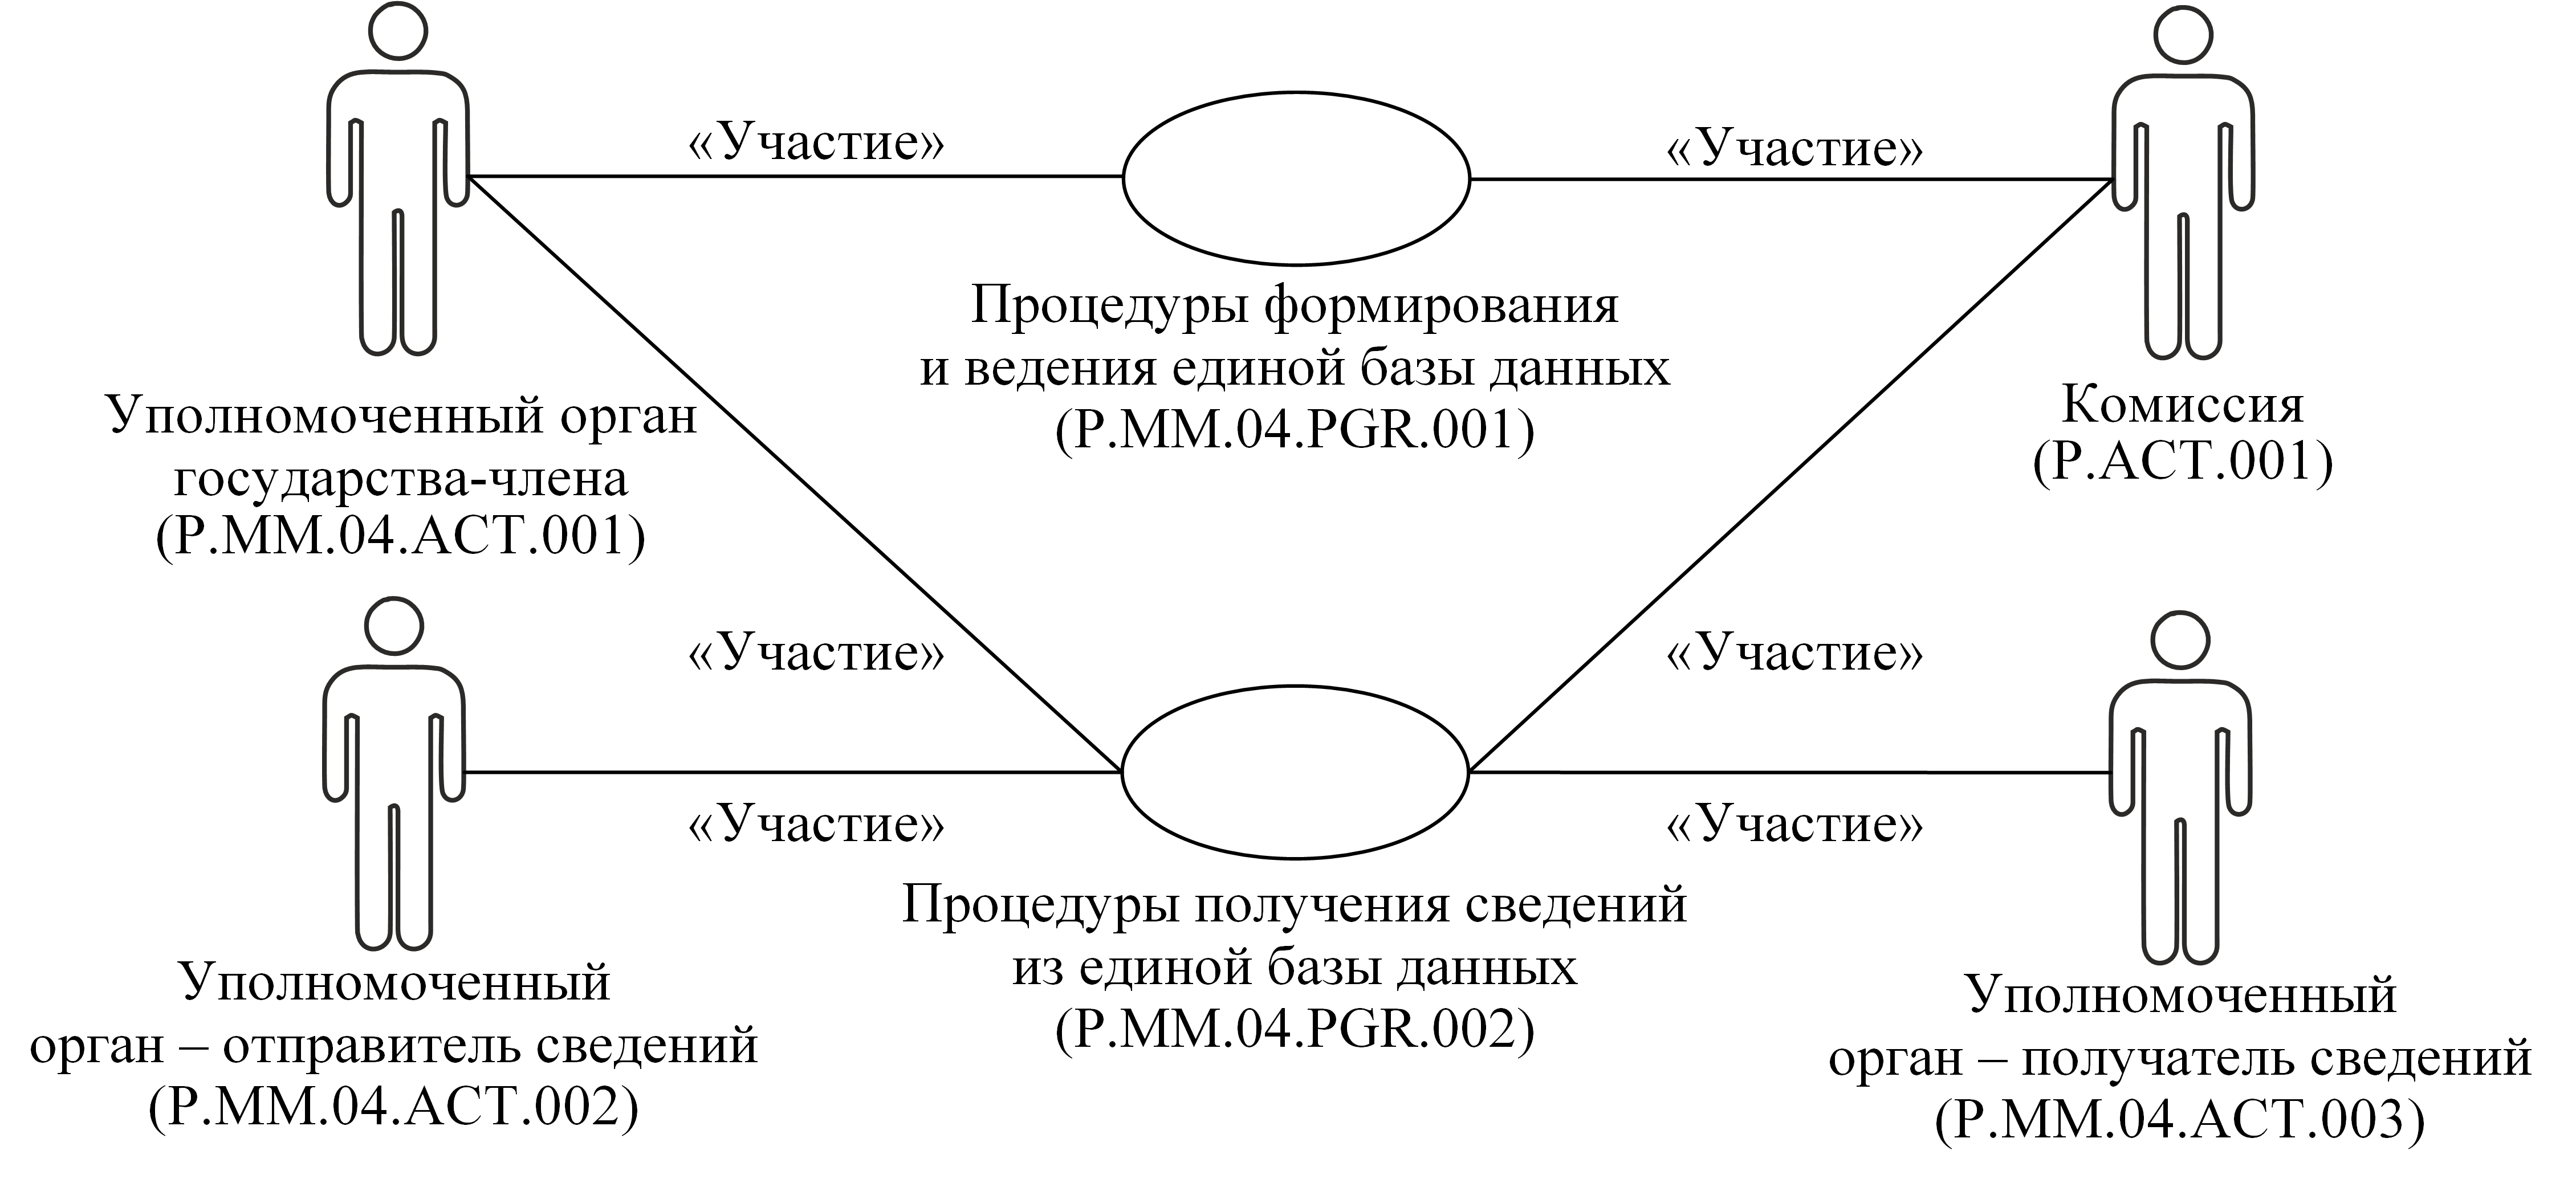 «Участие»
«Участие»
Процедуры формирования
и ведения единой базы данных
(P.MM.04.PGR.001)
Уполномоченный орган
государства-члена
(P.MM.04.ACT.001)
Комиссия
(P.ACT.001)
«Участие»
«Участие»
«Участие»
«Участие»
Процедуры получения сведений
из единой базы данных
(P.MM.04.PGR.002)
Уполномоченный
орган – отправитель сведений
(P.MM.04.ACT.002)
Уполномоченный
орган – получатель сведений
(P.MM.04.ACT.003)